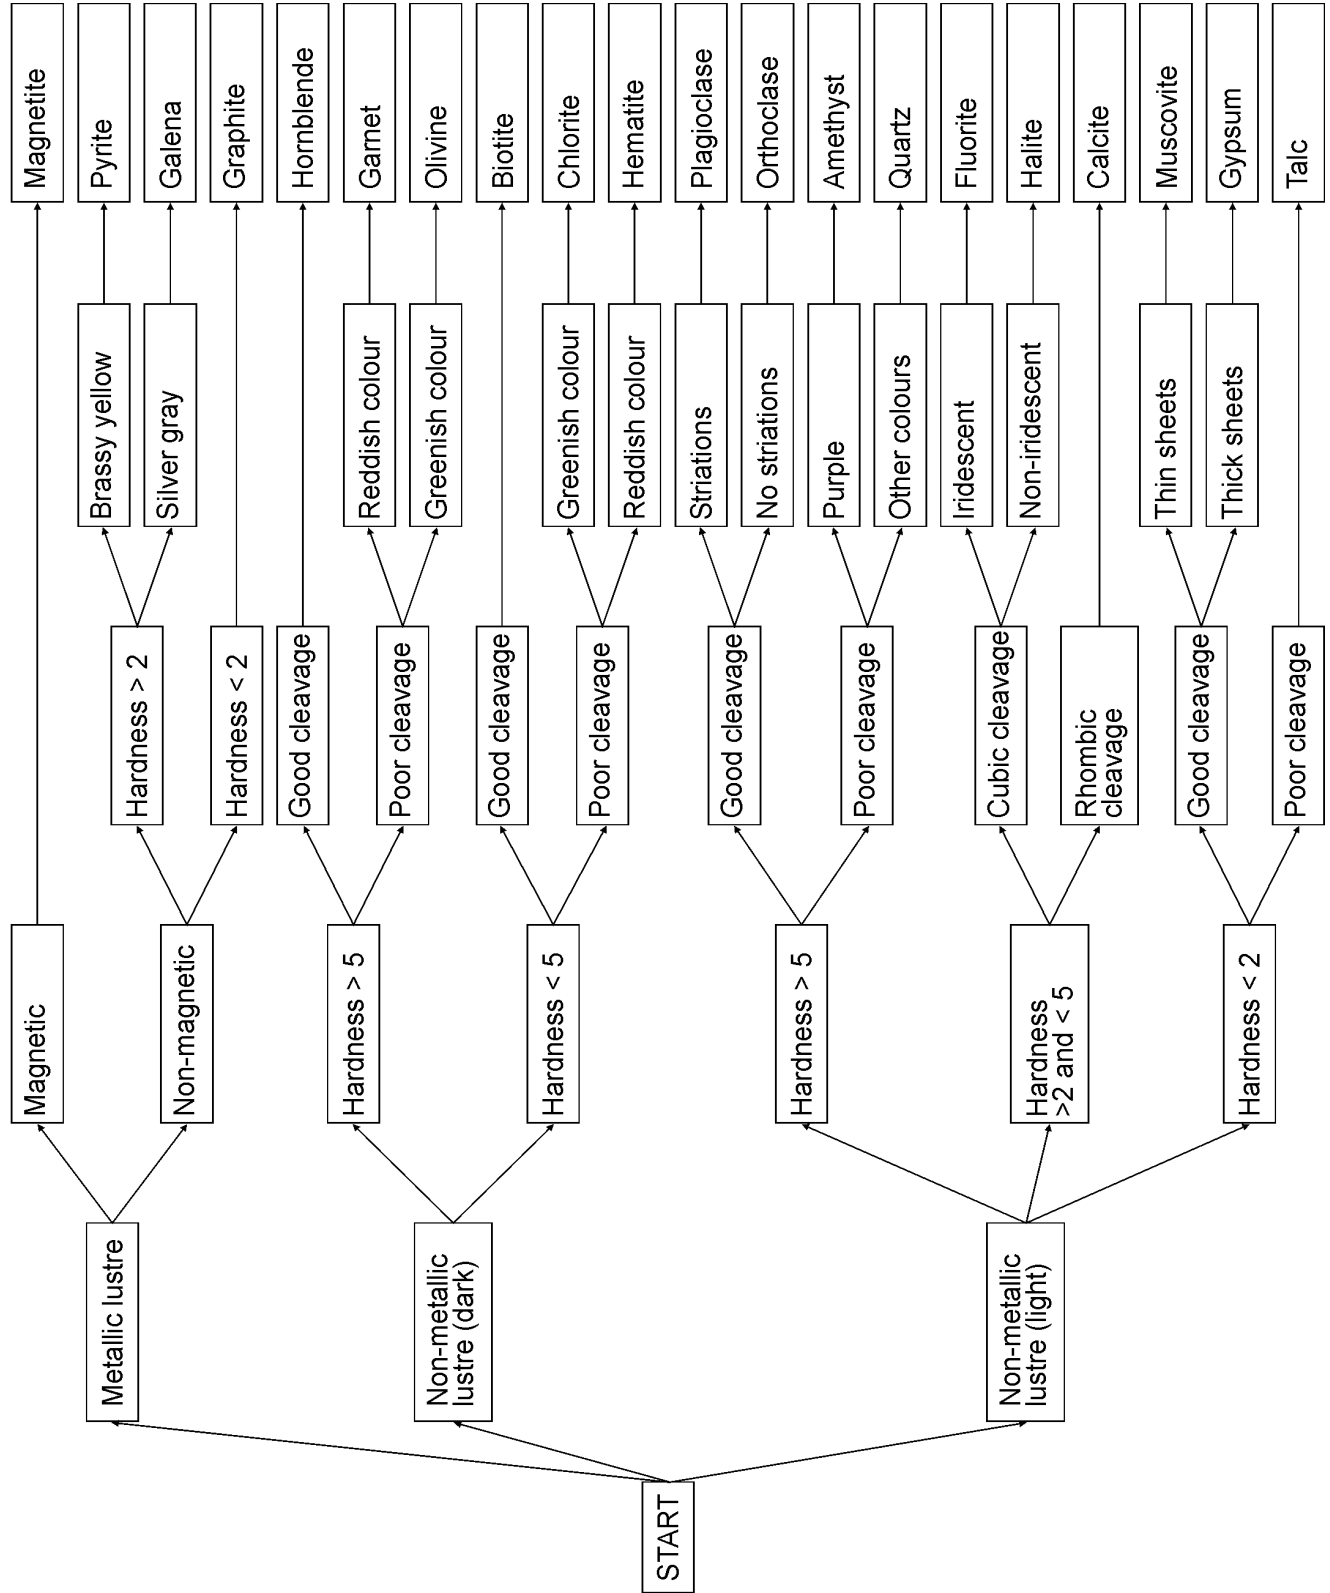 START
Metallic lustre
Non-metallic
lustre (dark)
Non-metallic
lustre (light)
Magnetic
Non-magnetic
Hardness > 5
Hardness < 5
Hardness > 5
Hardness
>2 and < 5
Hardness < 2
Hardness > 2
Hardness < 2
Good cleavage
Poor cleavage
Good cleavage
Poor cleavage
Good cleavage
Poor cleavage
Cubic cleavage
Rhombic
cleavage
Good cleavage
Poor cleavage
Brassy yellow
Silver gray
Reddish colour
Greenish colour
Greenish colour
Reddish colour
Striations
No striations
Purple
Other colours
Iridescent
Non-iridescent
Thin sheets
Thick sheets
Magnetite
Pyrite
Galena
Graphite
Hornblende
Garnet
Olivine
Biotite
Chlorite
Hematite
Plagioclase
Orthoclase
Amethyst
Quartz
Fluorite
Halite
Calcite
Muscovite
Gypsum
Talc